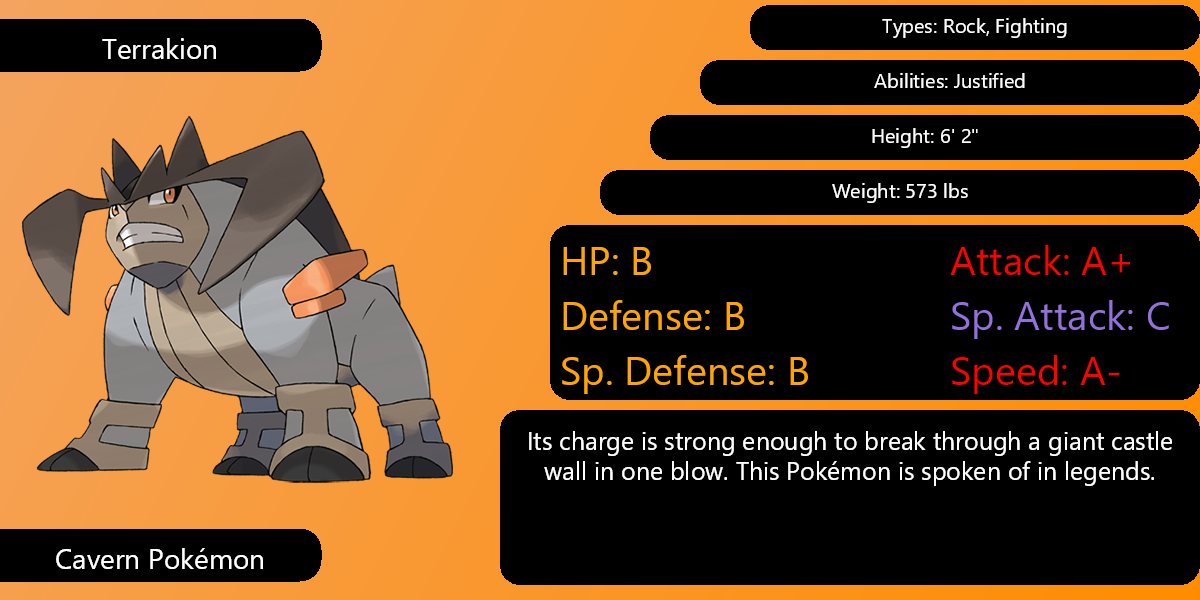 Terrakion
Types: Rock, Fighting
Abilities: Justified
Height: 6' 2"
Weight: 573 lbs
HP: B
Attack: A+
Defense: B
Sp. Attack: C
Sp. Defense: B
Speed: A-
Its charge is strong enough to break through a giant castle
wall in one blow. This Pokémon is spoken of in legends.
Cavern Pokémon